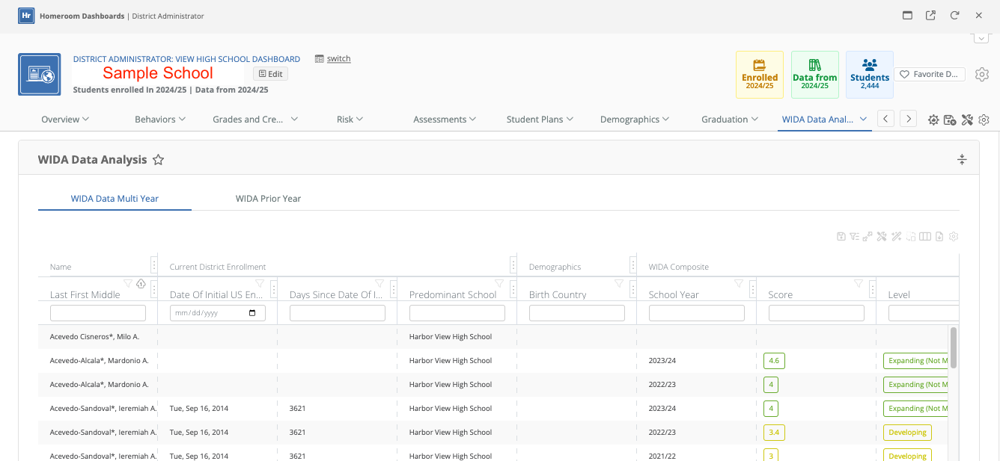 Hr Homeroom Dashboards | District Administrator
DISTRICT ADMINISTRATOR: VIEW HIGH SCHOOL DASHBOARD switch
Sample School Edit
Students enrolled in 2024/25 | Data from 2024/25
Enrolled
2024/25
Data from
2024/25
Students
2,444
Favorite D...
Overview Behaviors Grades and Cre... Risk Assessments Student Plans Demographics Graduation WIDA Data Anal...
WIDA Data Analysis
WIDA Data Multi Year WIDA Prior Year
Name Current District Enrollment Demographics WIDA Composite
Last First Middle Date Of Initial US En... Days Since Date Of I... Predominant School Birth Country School Year Score Level
mm/dd/yyyy
Acevedo Cisneros*, Milo A. Harbor View High School
Acevedo-Alcala*, Mardonio A. Harbor View High School 2023/24 4.6 Expanding (Not M
Acevedo-Alcala*, Mardonio A. Harbor View High School 2022/23 4 Expanding (Not M
Acevedo-Sandoval*, Ieremiah A. Tue, Sep 16, 2014 3621 Harbor View High School 2023/24 4 Expanding (Not M
Acevedo-Sandoval*, Ieremiah A. Tue, Sep 16, 2014 3621 Harbor View High School 2022/23 3.4 Developing
Acevedo-Sandoval*, Ieremiah A. Tue, Sep 16, 2014 3621 Harbor View High School 2021/22 3 Developing